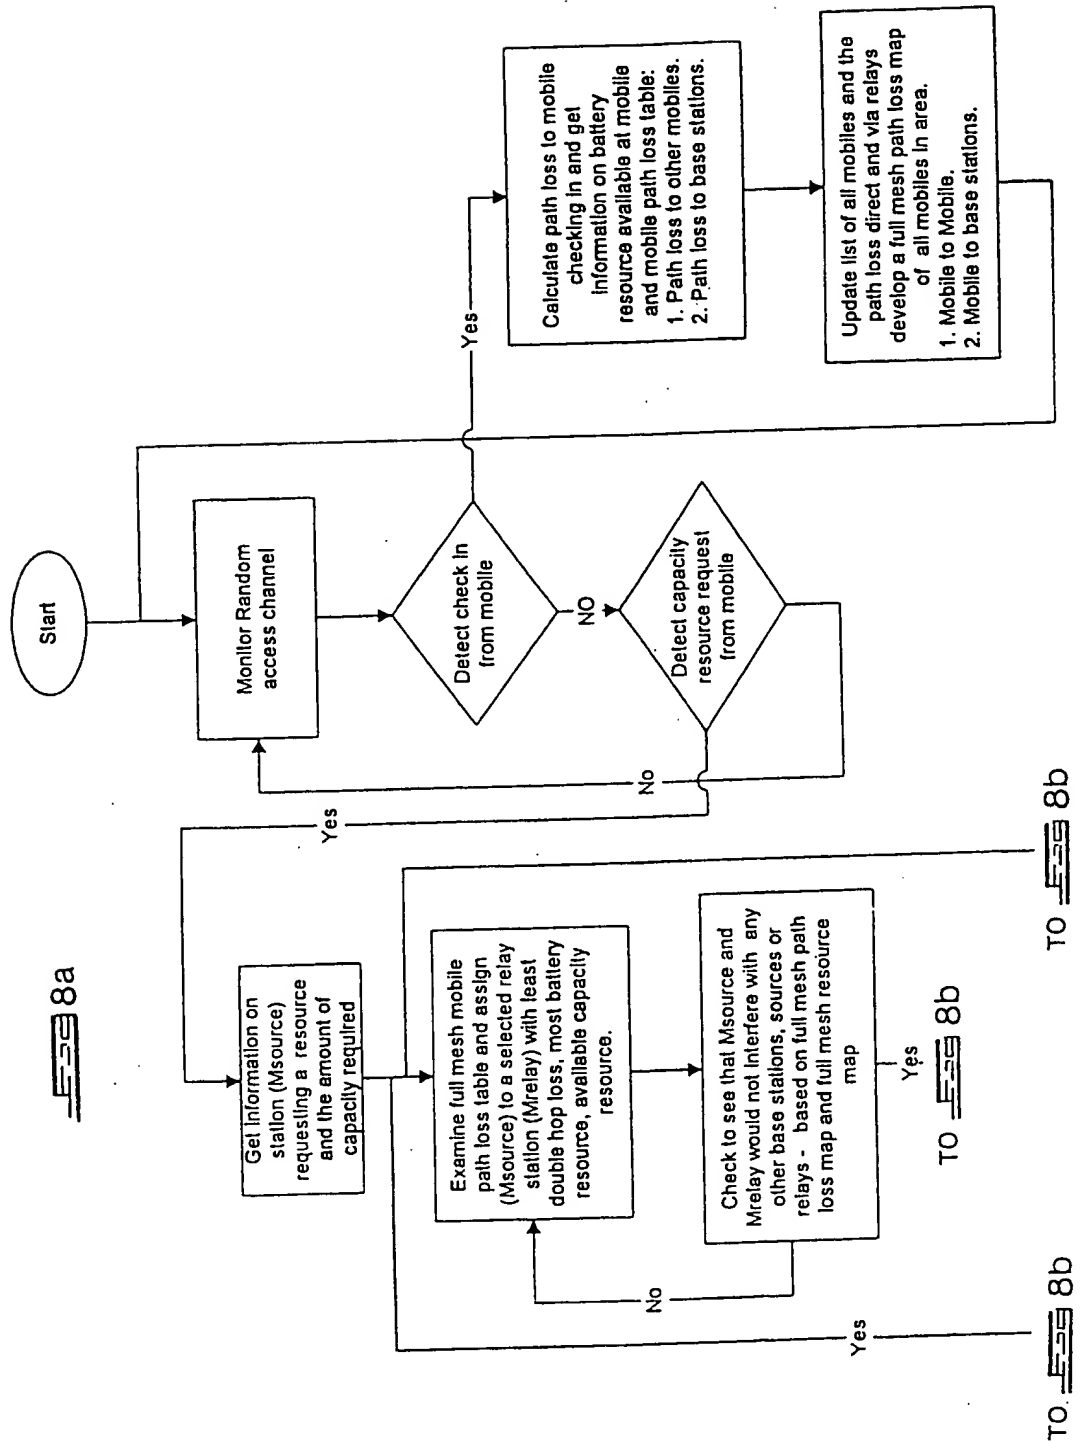 Fig 8a
Start
Monitor Random
access channel
Detect check in
from mobile
Yes
NO
Calculate path loss to mobile
checking in and get
information on battery
resource available at mobile
and mobile path loss table:
1. Path loss to other mobiles.
2. Path loss to base stations.
Update list of all mobiles and the
path loss direct and via relays
develop a full mesh path loss map
of all mobiles in area.
1. Mobile to Mobile.
2. Mobile to base stations.
Detect capacity
resource request
from mobile
No
Yes
Get information on
station (Msource)
requesting a resource
and the amount of
capacity required
Examine full mesh mobile
path loss table and assign
(Msource) to a selected relay
station (Mrelay) with least
double hop loss, most battery
resource, available capacity
resource.
Check to see that Msource and
Mrelay would not interfere with any
other base stations, sources or
relays - based on full mesh path
loss map and full mesh resource
map
No
Yes
Yes
TO Fig 8b
TO Fig 8b
TO. Fig 8b